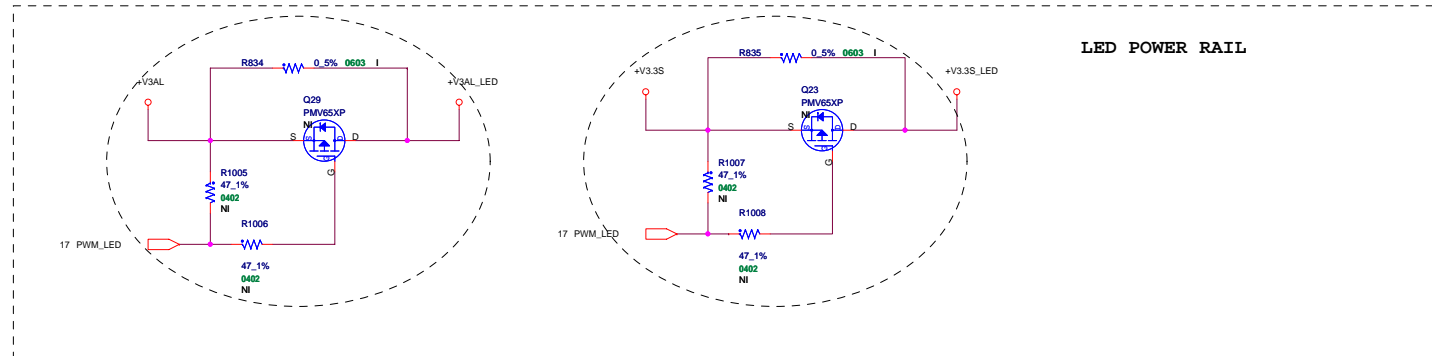 LED POWER RAIL
R834 0_5% 0603 I
+V3AL
+V3AL_LED
Q29
PMV65XP
NI
S S D D
G
G
R1005
47_1%
0402
NI
R1006
17 PWM_LED
47_1%
0402
NI
R835 0_5% 0603 I
+V3.3S
+V3.3S_LED
Q23
PMV65XP
NI
S S D D
G
G
R1007
47_1%
0402
NI
R1008
17 PWM_LED
47_1%
0402
NI